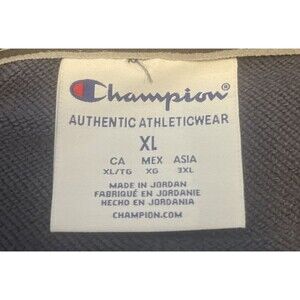 Champion
AUTHENTIC ATHLETICWEAR
XL
CA MEX ASIA
XL/TG XG 3XL
MADE IN JORDAN
FABRIQUÉ EN JORDANIE
HECHO EN JORDANIA
CHAMPION.COM